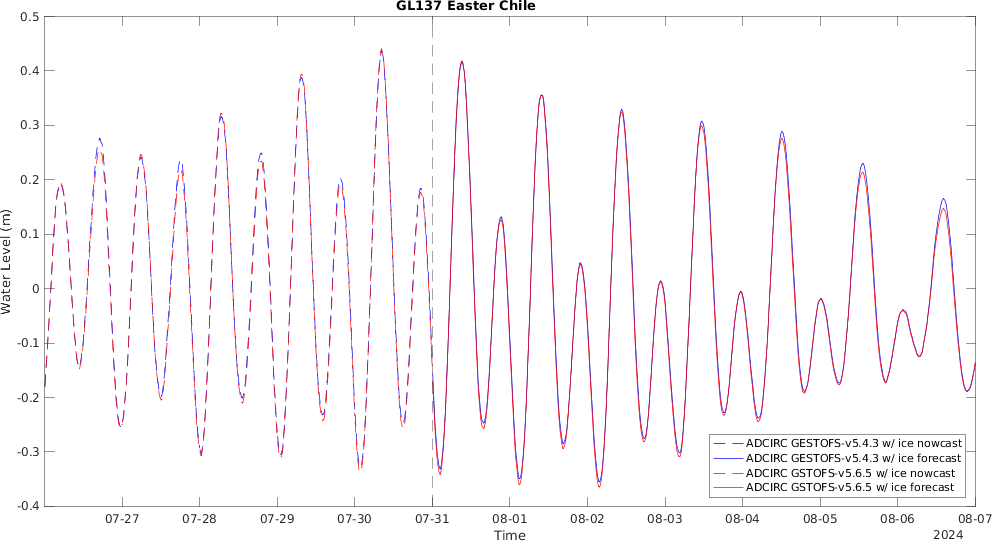 GL137 Easter Chile
0.5
0.4
0.3
0.2
0.1
0
-0.1
-0.2
-0.3
-0.4
Water Level (m)
ADCIRC GESTOFS-v5.4.3 w/ ice nowcast
ADCIRC GESTOFS-v5.4.3 w/ ice forecast
ADCIRC GSTOFS-v5.6.5 w/ ice nowcast
ADCIRC GSTOFS-v5.6.5 w/ ice forecast
07-27 07-28 07-29 07-30 07-31 08-01 08-02 08-03 08-04 08-05 08-06 08-07
Time
2024